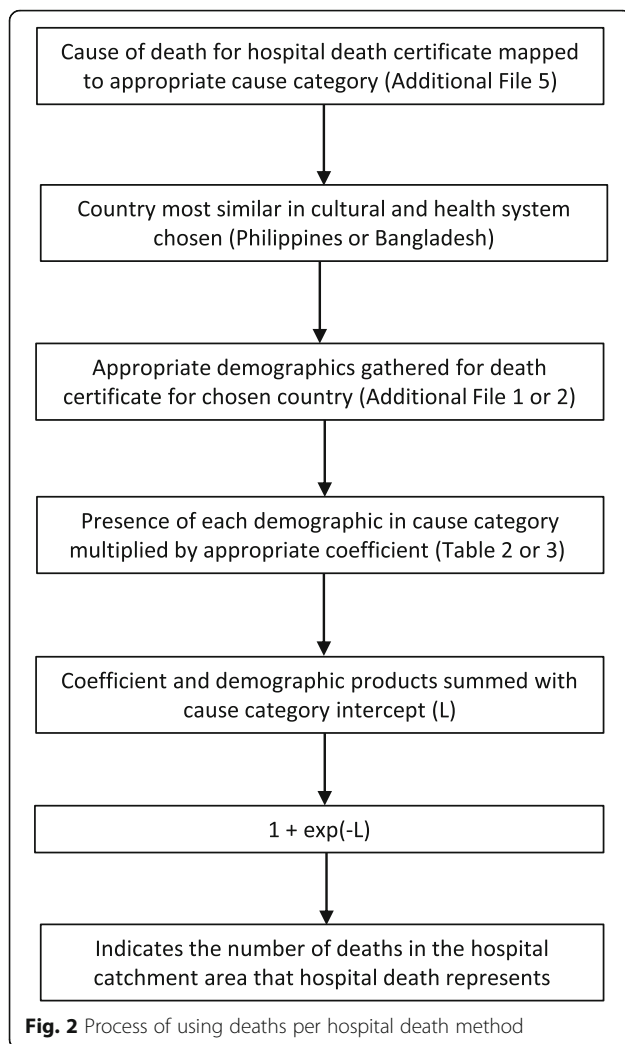 Cause of death for hospital death certificate mapped
to appropriate cause category (Additional File 5)
Country most similar in cultural and health system
chosen (Philippines or Bangladesh)
Appropriate demographics gathered for death
certificate for chosen country (Additional File 1 or 2)
Presence of each demographic in cause category
multiplied by appropriate coefficient (Table 2 or 3)
Coefficient and demographic products summed with
cause category intercept (L)
1 + exp(-L)
Indicates the number of deaths in the hospital
catchment area that hospital death represents
Fig. 2 Process of using deaths per hospital death method